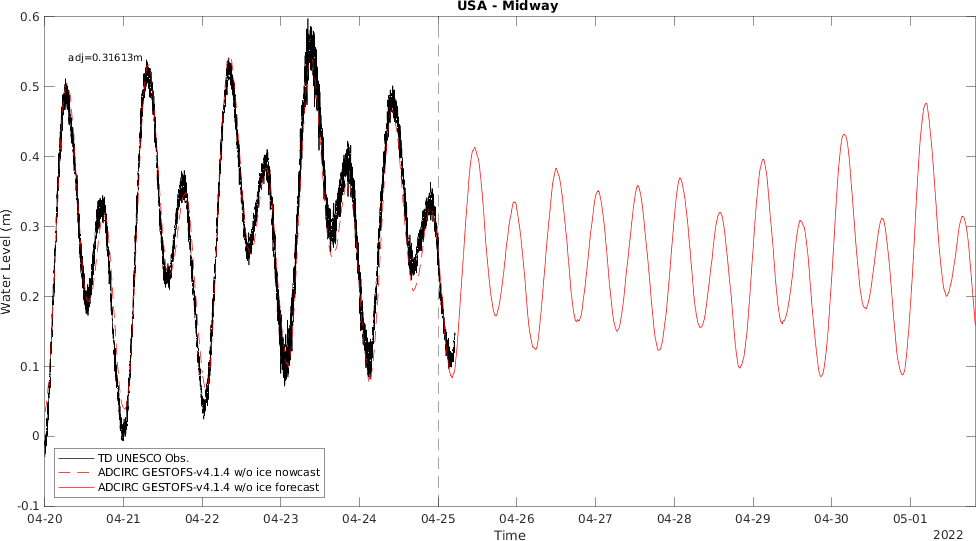 USA - Midway
0.6
adj=0.31613m
0.5
0.4
0.3
0.2
0.1
0
-0.1
Water Level (m)
TD UNESCO Obs.
ADCIRC GESTOFS-v4.1.4 w/o ice nowcast
ADCIRC GESTOFS-v4.1.4 w/o ice forecast
04-20 04-21 04-22 04-23 04-24 04-25 04-26 04-27 04-28 04-29 04-30 05-01
Time
2022